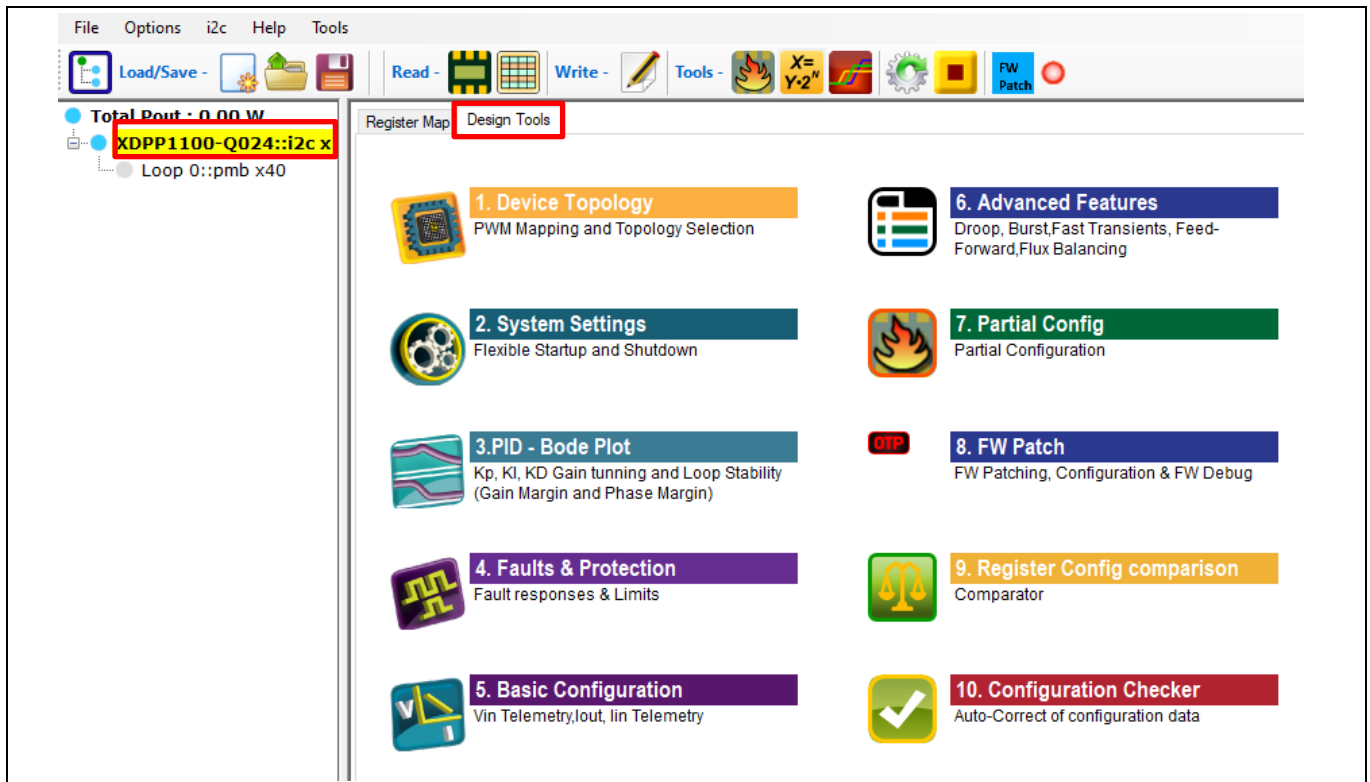 File Options i2c Help Tools
Load/Save - Read - Write - Tools - X= Y•2ᴺ FW Patch
Total Pout : 0.00 W
XDPP1100-Q024::i2c x
Loop 0::pmb x40
Register Map Design Tools
1. Device Topology
PWM Mapping and Topology Selection
2. System Settings
Flexible Startup and Shutdown
3.PID - Bode Plot
Kp, KI, KD Gain tunning and Loop Stability
(Gain Margin and Phase Margin)
4. Faults & Protection
Fault responses & Limits
5. Basic Configuration
Vin Telemetry,Iout, Iin Telemetry
V I
6. Advanced Features
Droop, Burst,Fast Transients, Feed-
Forward,Flux Balancing
7. Partial Config
Partial Configuration
OTP
8. FW Patch
FW Patching, Configuration & FW Debug
9. Register Config comparison
Comparator
10. Configuration Checker
Auto-Correct of configuration data